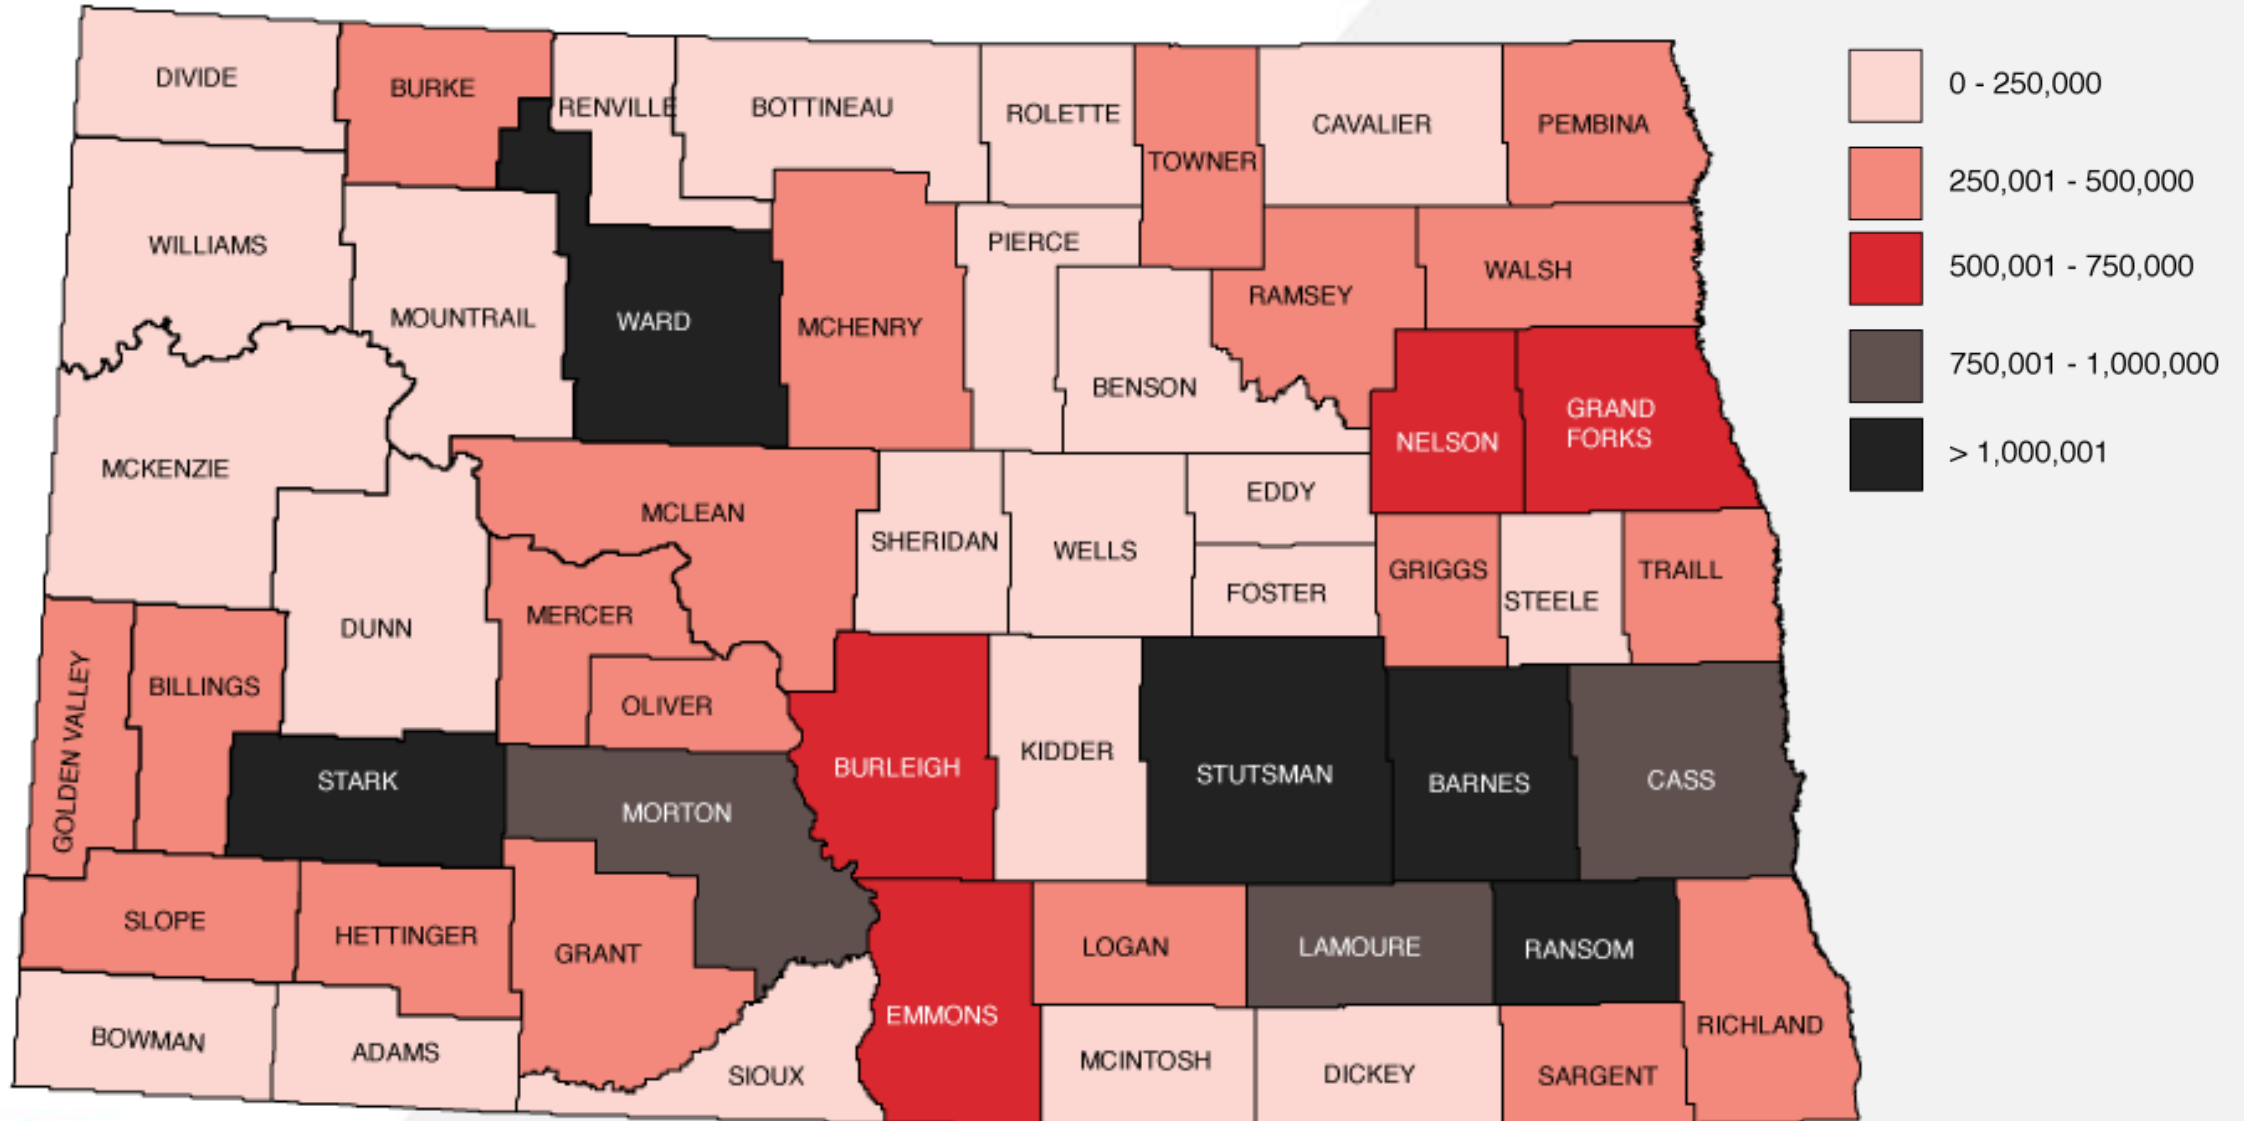 DIVIDE
BURKE
RENVILLE
BOTTINEAU
ROLETTE
TOWNER
CAVALIER
PEMBINA
WILLIAMS
MOUNTRAIL
WARD
MCHENRY
PIERCE
BENSON
RAMSEY
WALSH
NELSON
GRAND
FORKS
MCKENZIE
DUNN
MCLEAN
SHERIDAN
WELLS
EDDY
FOSTER
GRIGGS
STEELE
TRAILL
MERCER
OLIVER
GOLDEN VALLEY
BILLINGS
STARK
MORTON
BURLEIGH
KIDDER
STUTSMAN
BARNES
CASS
SLOPE
HETTINGER
GRANT
EMMONS
LOGAN
LAMOURE
RANSOM
RICHLAND
BOWMAN
ADAMS
SIOUX
MCINTOSH
DICKEY
SARGENT
0 - 250,000
250,001 - 500,000
500,001 - 750,000
750,001 - 1,000,000
> 1,000,001